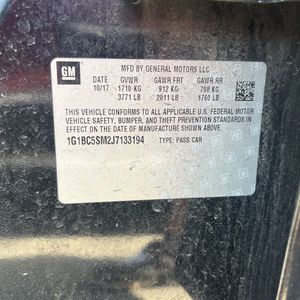 GM
MFD BY GENERAL MOTORS LLC
10/17 GVWR GAWR FRT GAWR RR
1710 KG 912 KG 798 KG
3771 LB 2011 LB 1760 LB
THIS VEHICLE CONFORMS TO ALL APPLICABLE U.S. FEDERAL MOTOR
VEHICLE SAFETY, BUMPER, AND THEFT PREVENTION STANDARDS
IN EFFECT ON THE DATE OF MANUFACTURE SHOWN ABOVE.
1G1BC5SM2J7133194 TYPE: PASS CAR